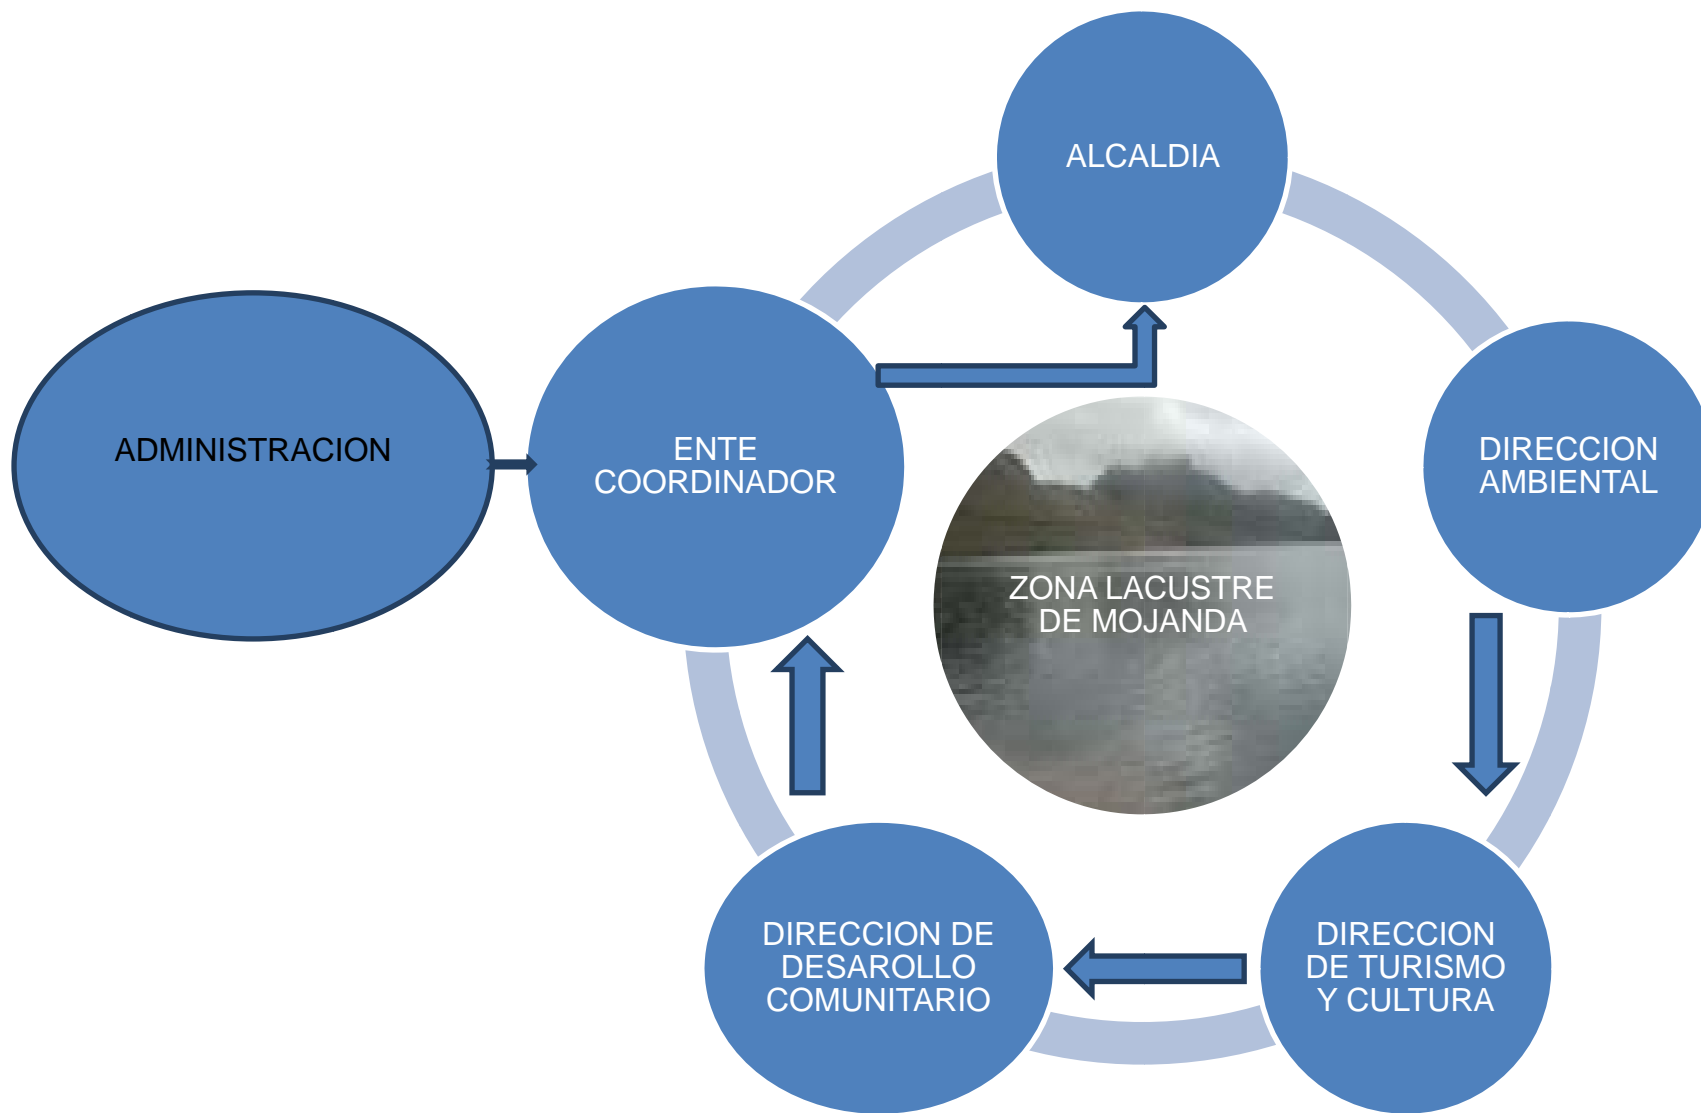 ALCALDIA
ADMINISTRACION
ENTE
COORDINADOR
DIRECCION
AMBIENTAL
ZONA LACUSTRE
DE MOJANDA
DIRECCION DE
DESAROLLO
COMUNITARIO
DIRECCION
DE TURISMO
Y CULTURA